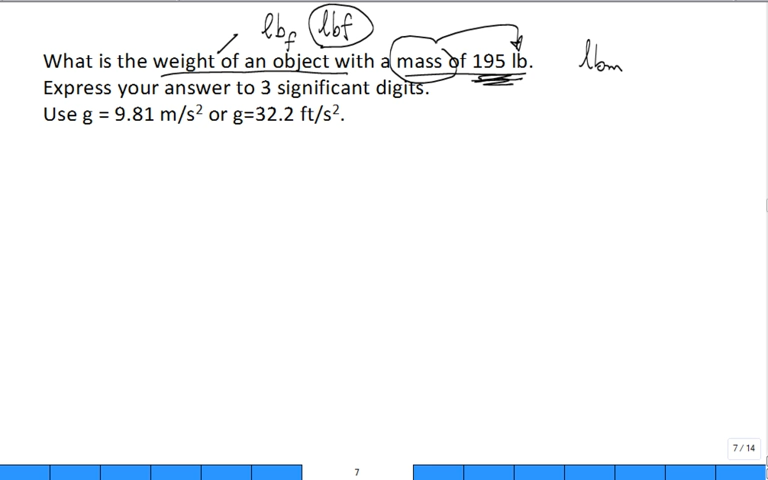 lbf lbf
What is the weight of an object with a mass of 195 lb.
lbm
Express your answer to 3 significant digits.
Use g = 9.81 m/s² or g=32.2 ft/s².
7 / 14
7